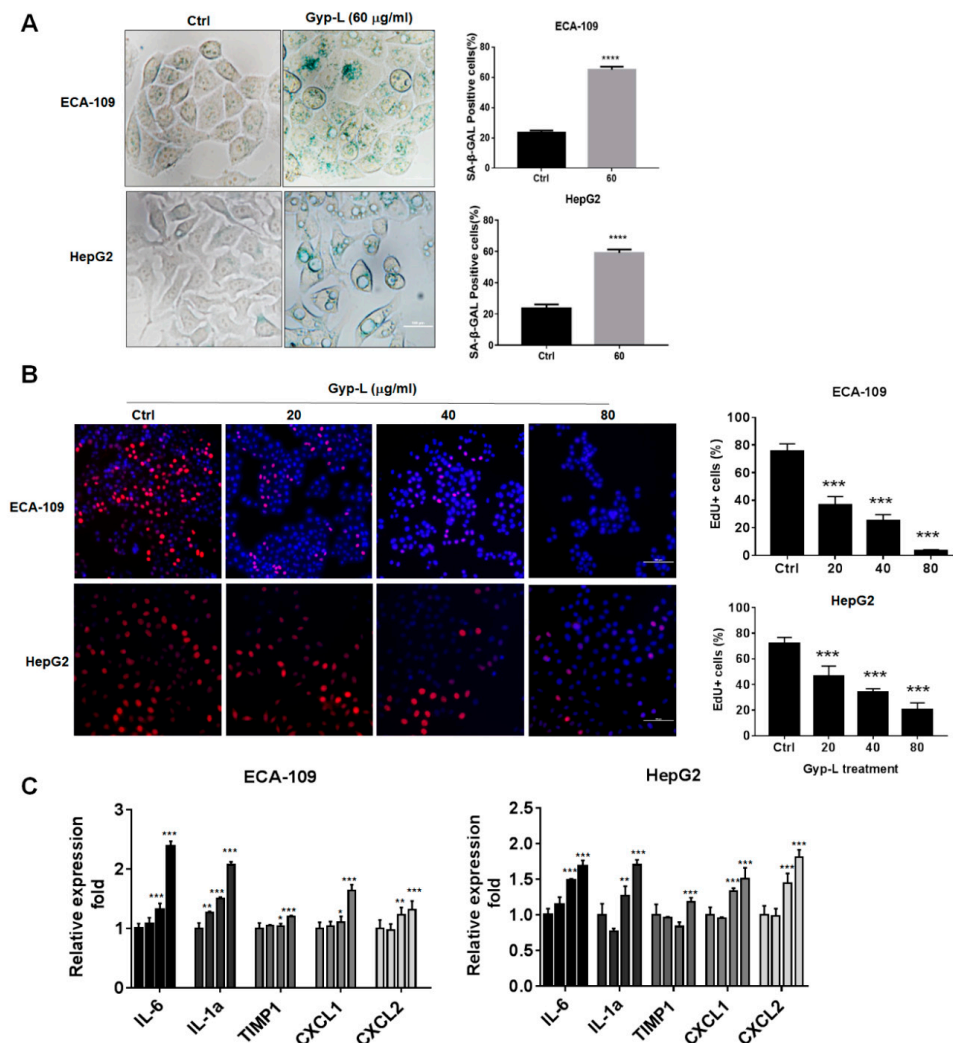 A
Ctrl
Gyp-L (60 μg/ml)
ECA-109
HepG2
ECA-109
SA-β-GAL Positive cells(%)
80
60
40
20
0
****
Ctrl
60
HepG2
SA-β-GAL Positive cells(%)
80
60
40
20
0
****
Ctrl
60
B
Gyp-L (μg/ml)
Ctrl
20
40
80
ECA-109
HepG2
ECA-109
EdU+ cells (%)
100
80
60
40
20
0
***
***
***
Ctrl
20
40
80
HepG2
EdU+ cells (%)
100
80
60
40
20
0
***
***
***
Ctrl
20
40
80
Gyp-L treatment
C
ECA-109
Relative expression
fold
3
2
1
0
***
***
**
***
***
*
***
*
***
**
***
IL-6
IL-1a
TIMP1
CXCL1
CXCL2
HepG2
Relative expression
fold
2.5
2.0
1.5
1.0
0.5
0.0
***
***
**
***
***
***
***
***
***
IL-6
IL-1a
TIMP1
CXCL1
CXCL2